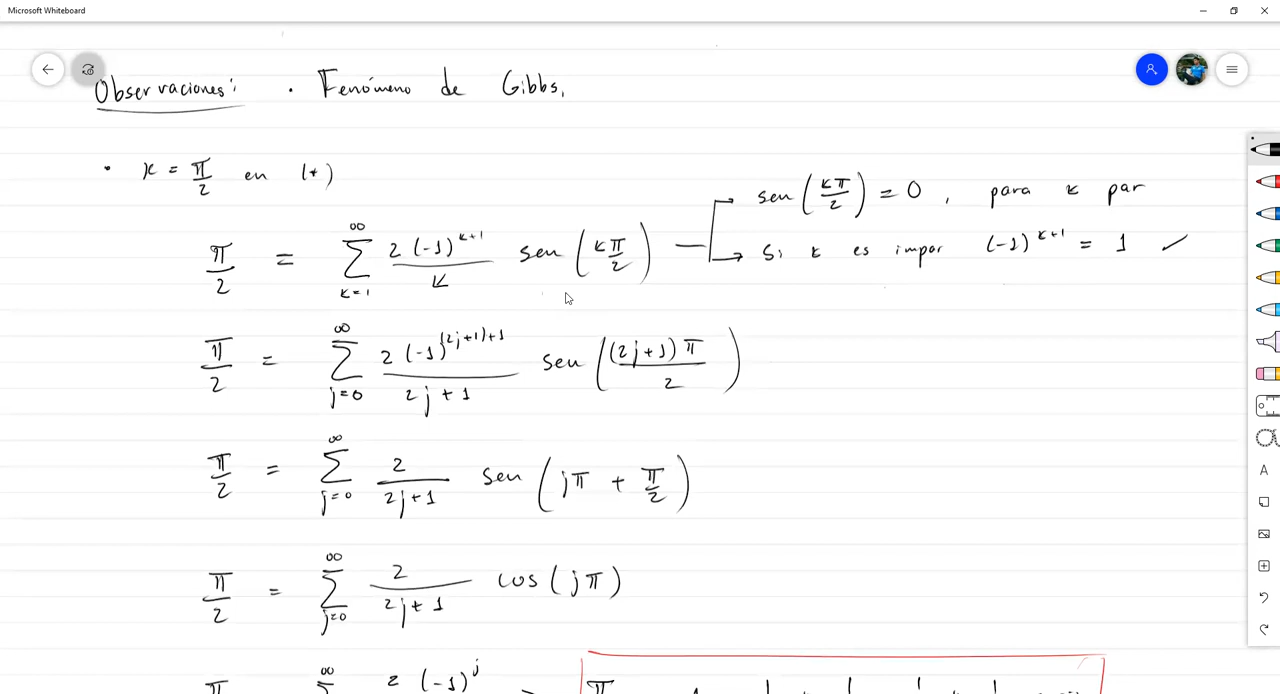 Microsoft Whiteboard
Observaciones: • Fenómeno de Gibbs,
• x = π/2 en (*)
π/2 = ∑_{k=1}^{∞} 2(-1)^{k+1}/k sen(kπ/2) → sen(kπ/2) = 0, para k par
→ Si k es impar (-1)^{k+1} = 1 ✓
π/2 = ∑_{j=0}^{∞} 2(-1)^{(2j+1)+1}/(2j+1) sen((2j+1)π/2)
π/2 = ∑_{j=0}^{∞} 2/(2j+1) sen(jπ + π/2)
π/2 = ∑_{j=0}^{∞} 2/(2j+1) cos(jπ)
π ∞ 2(-1)^j π